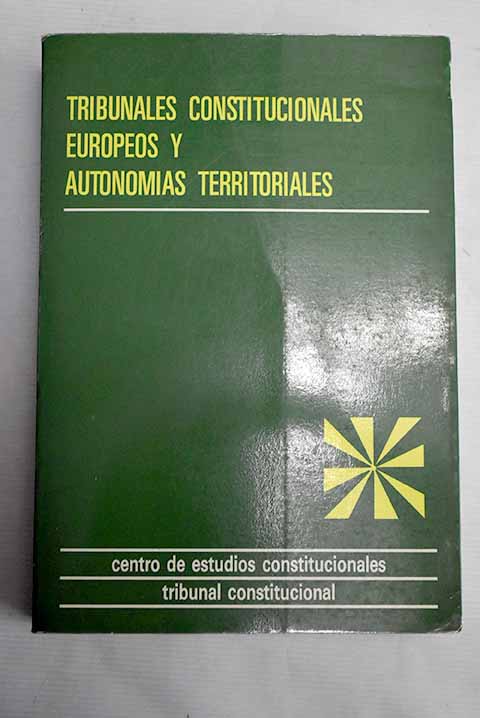 TRIBUNALES CONSTITUCIONALES
EUROPEOS Y
AUTONOMIAS TERRITORIALES
centro de estudios constitucionales
tribunal constitucional